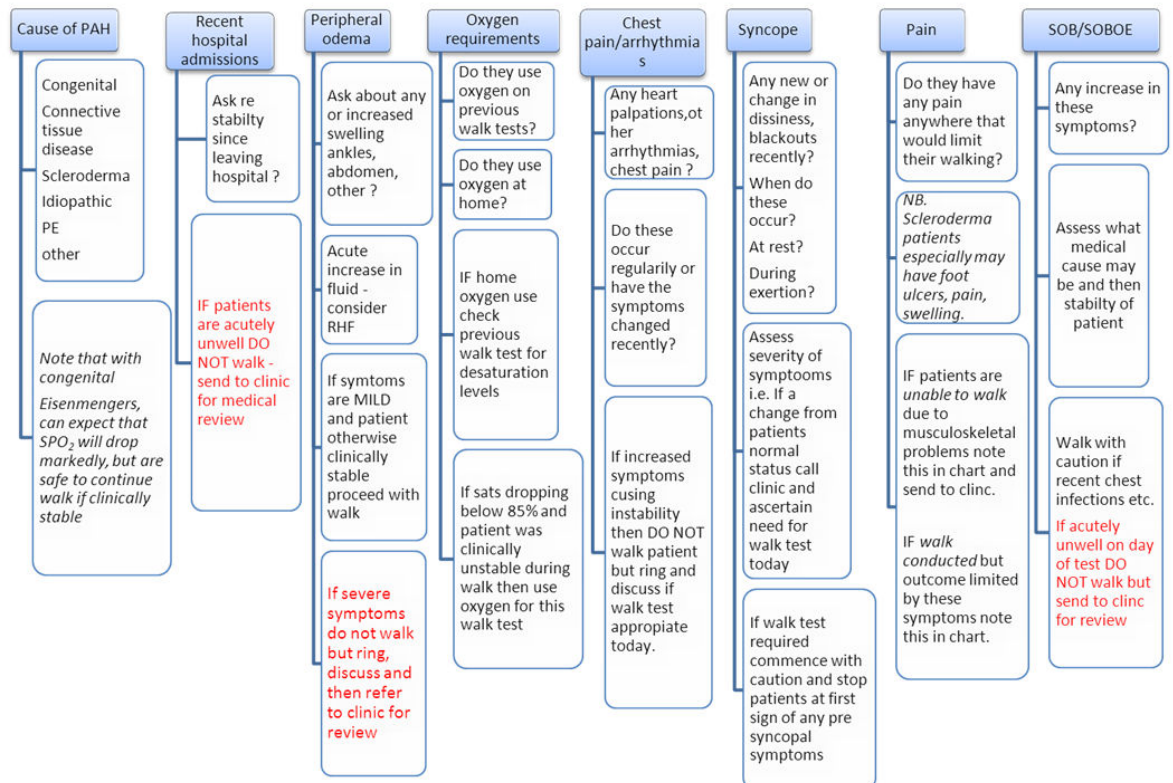 Cause of PAH
Congenital
Connective
tissue
disease
Scleroderma
Idiopathic
PE
other
Note that with
congenital
Eisenmengers,
can expect that
SPO₂ will drop
markedly, but are
safe to continue
walk if clinically
stable
Recent
hospital
admissions
Ask re
stabilty
since
leaving
hospital ?
IF patients
are acutely
unwell DO
NOT walk -
send to clinic
for medical
review
Peripheral
odema
Ask about any
or increased
swelling
ankles,
abdomen,
other ?
Acute
increase in
fluid -
consider
RHF
If symtoms
are MILD
and patient
otherwise
clinically
stable
proceed with
walk
If severe
symptoms
do not walk
but ring,
discuss and
then refer
to clinic for
review
Oxygen
requirements
Do they use
oxygen on
previous
walk tests?
Do they use
oxygen at
home?
IF home
oxygen use
check
previous
walk test for
desaturation
levels
If sats dropping
below 85% and
patient was
clinically
unstable during
walk then use
oxygen for this
walk test
Chest
pain/arrhythmia
s
Any heart
palpations,ot
her
arrhythmias,
chest pain ?
Do these
occur
regularily or
have the
symptoms
changed
recently?
If increased
symptoms
cusing
instability
then DO NOT
walk patient
but ring and
discuss if
walk test
appropiate
today.
Syncope
Any new or
change in
dissiness,
blackouts
recently?
When do
these
occur?
At rest?
During
exertion?
Assess
severity of
symptooms
i.e. If a
change from
patients
normal
status call
clinic and
ascertain
need for
walk test
today
If walk test
required
commence with
caution and stop
patients at first
sign of any pre
syncopal
symptoms
Pain
Do they have
any pain
anywhere that
would limit
their walking?
NB.
Scleroderma
patients
especially may
have foot
ulcers, pain,
swelling.
IF patients are
unable to walk
due to
musculoskeletal
problems note
this in chart and
send to clinc.
IF walk
conducted but
outcome limited
by these
symptoms note
this in chart.
SOB/SOBOE
Any increase in
these
symptoms?
Assess what
medical
cause may
be and then
stabilty of
patient
Walk with
caution if
recent chest
infections etc.
If acutely
unwell on day
of test DO
NOT walk but
send to clinc
for review